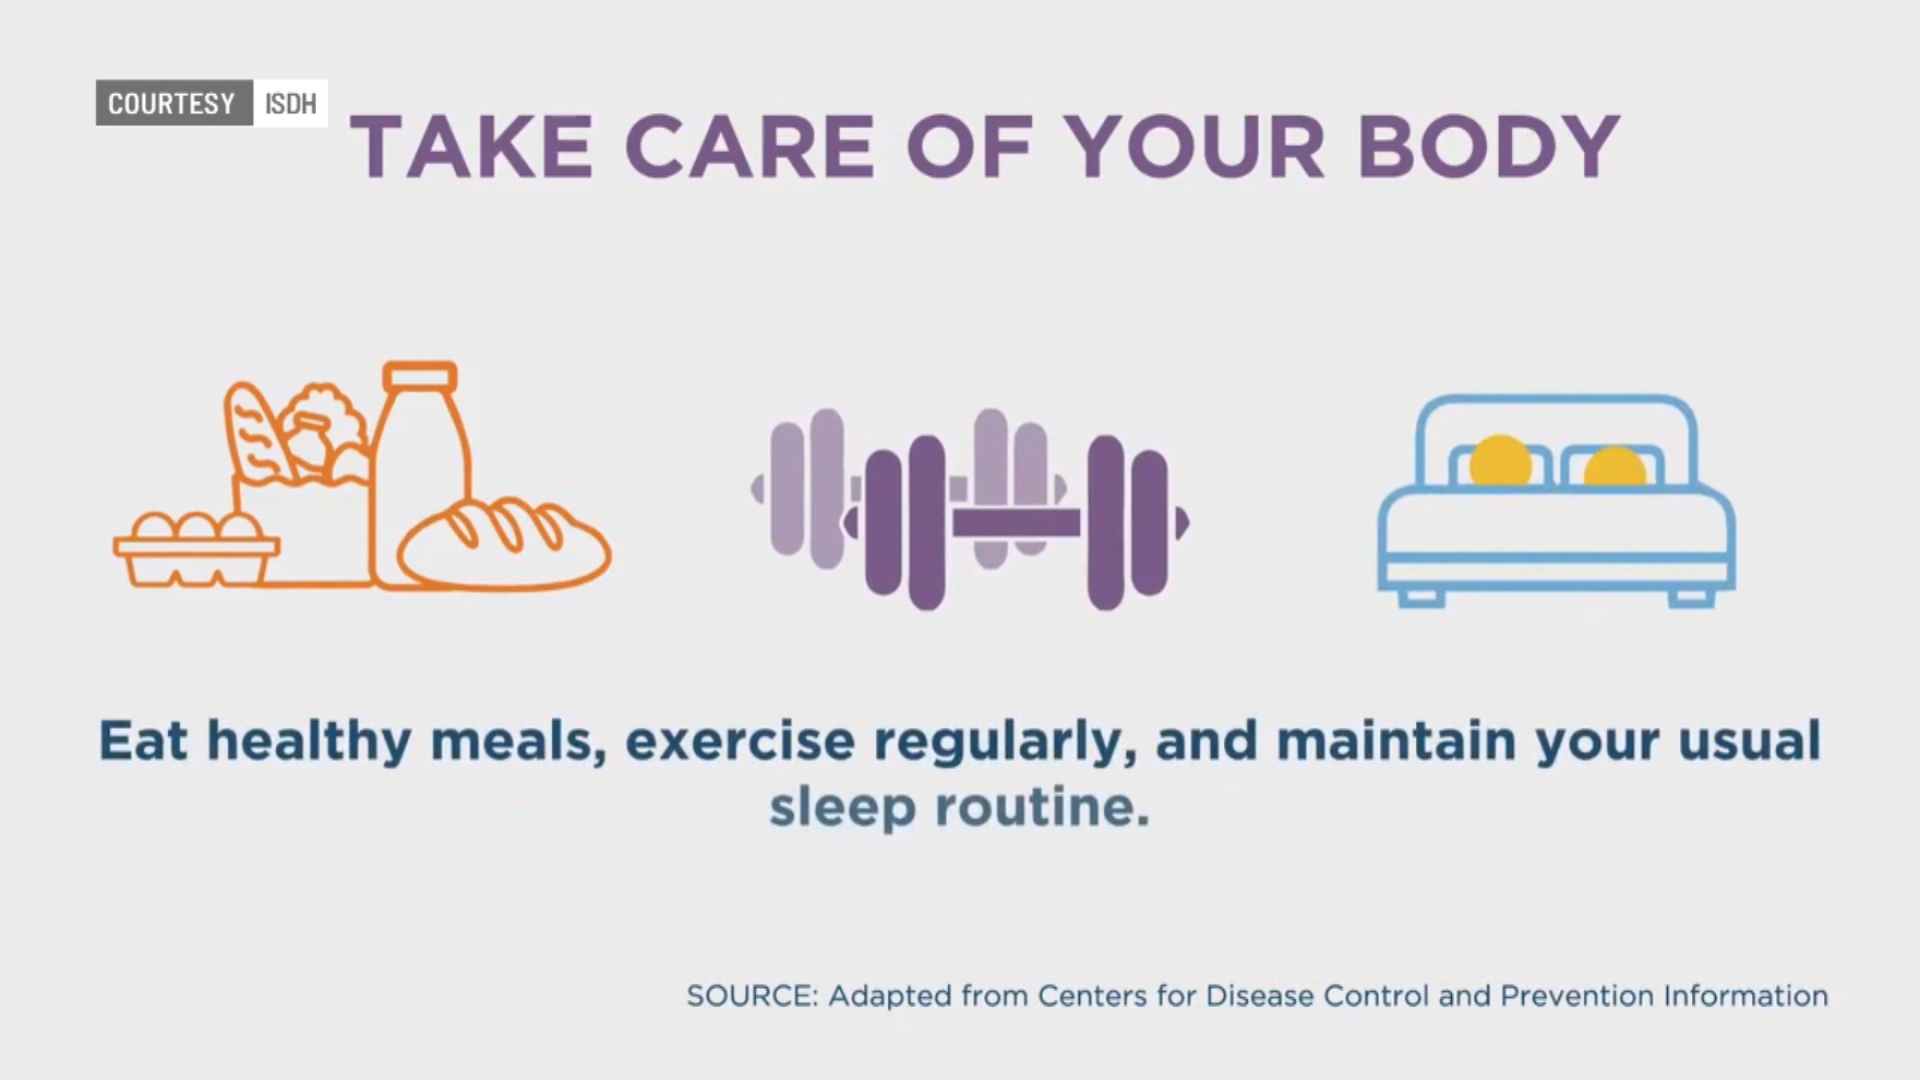 COURTESY ISDH
TAKE CARE OF YOUR BODY
Eat healthy meals, exercise regularly, and maintain your usual
sleep routine.
SOURCE: Adapted from Centers for Disease Control and Prevention Information